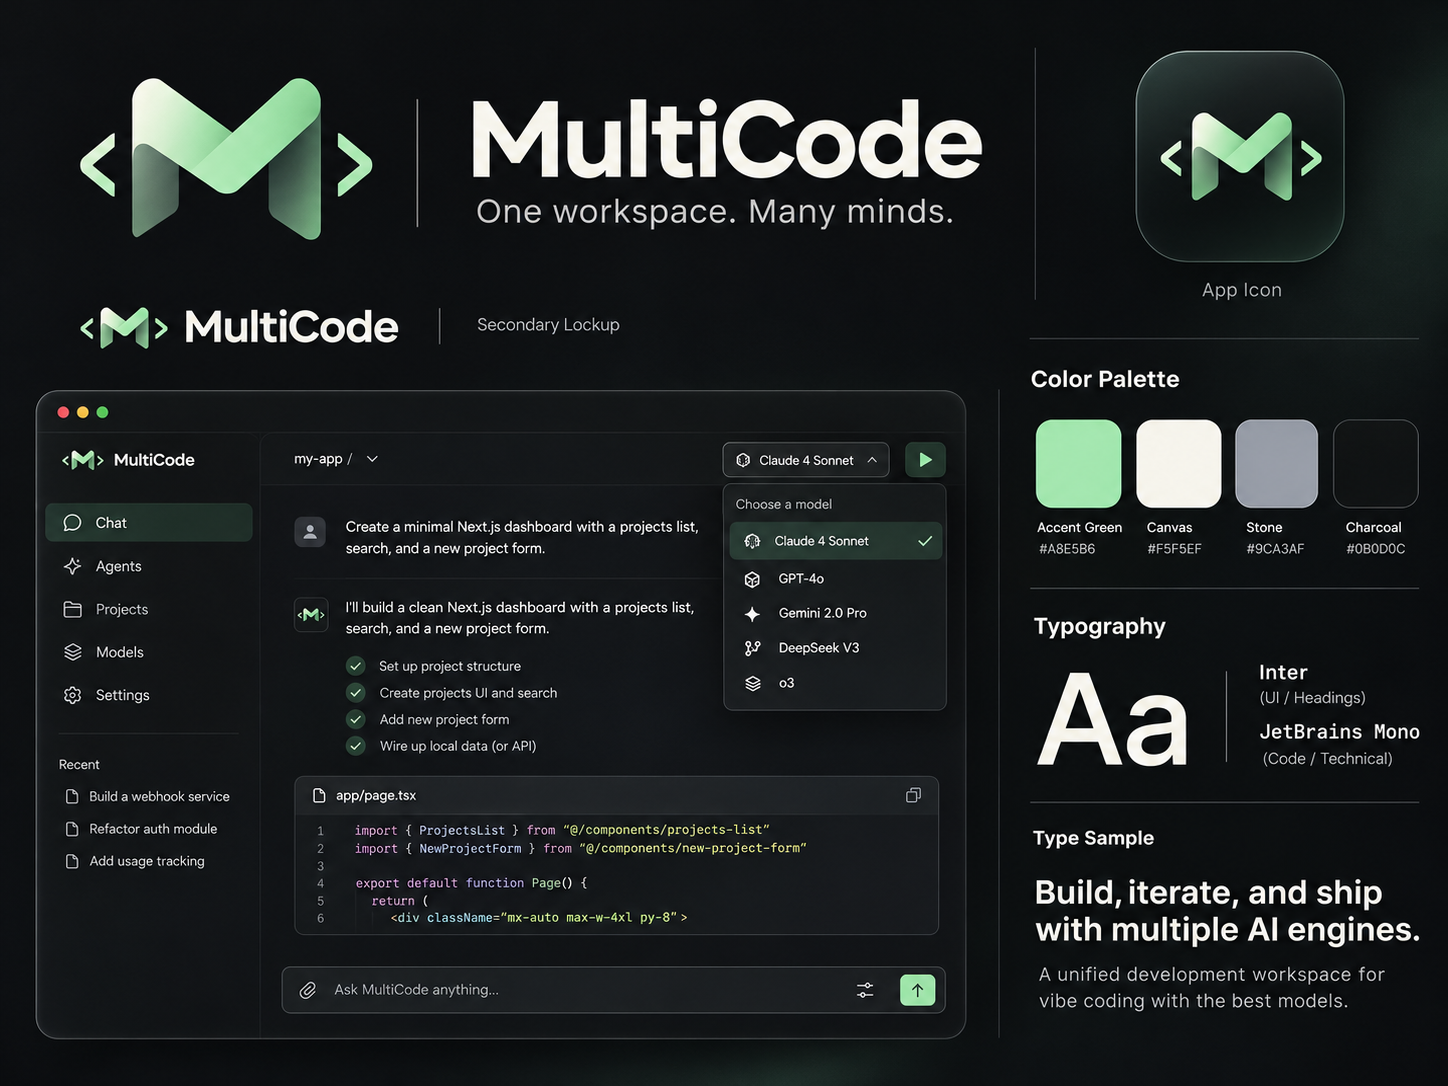 MultiCode
One workspace. Many minds.
App Icon
MultiCode
Secondary Lockup
MultiCode
Chat
Agents
Projects
Models
Settings
Recent
Build a webhook service
Refactor auth module
Add usage tracking
my-app /
Claude 4 Sonnet
Choose a model
Claude 4 Sonnet
GPT-4o
Gemini 2.0 Pro
DeepSeek V3
o3
Create a minimal Next.js dashboard with a projects list,
search, and a new project form.
I'll build a clean Next.js dashboard with a projects list,
search, and a new project form.
Set up project structure
Create projects UI and search
Add new project form
Wire up local data (or API)
app/page.tsx
1 import { ProjectsList } from “@/components/projects-list”
2 import { NewProjectForm } from “@/components/new-project-form”
3
4 export default function Page() {
5 return (
6 <div className=“mx-auto max-w-4xl py-8”>
Ask MultiCode anything...
Color Palette
Accent Green
#A8E5B6
Canvas
#F5F5EF
Stone
#9CA3AF
Charcoal
#0B0D0C
Typography
Aa
Inter
(UI / Headings)
JetBrains Mono
(Code / Technical)
Type Sample
Build, iterate, and ship
with multiple AI engines.
A unified development workspace for
vibe coding with the best models.